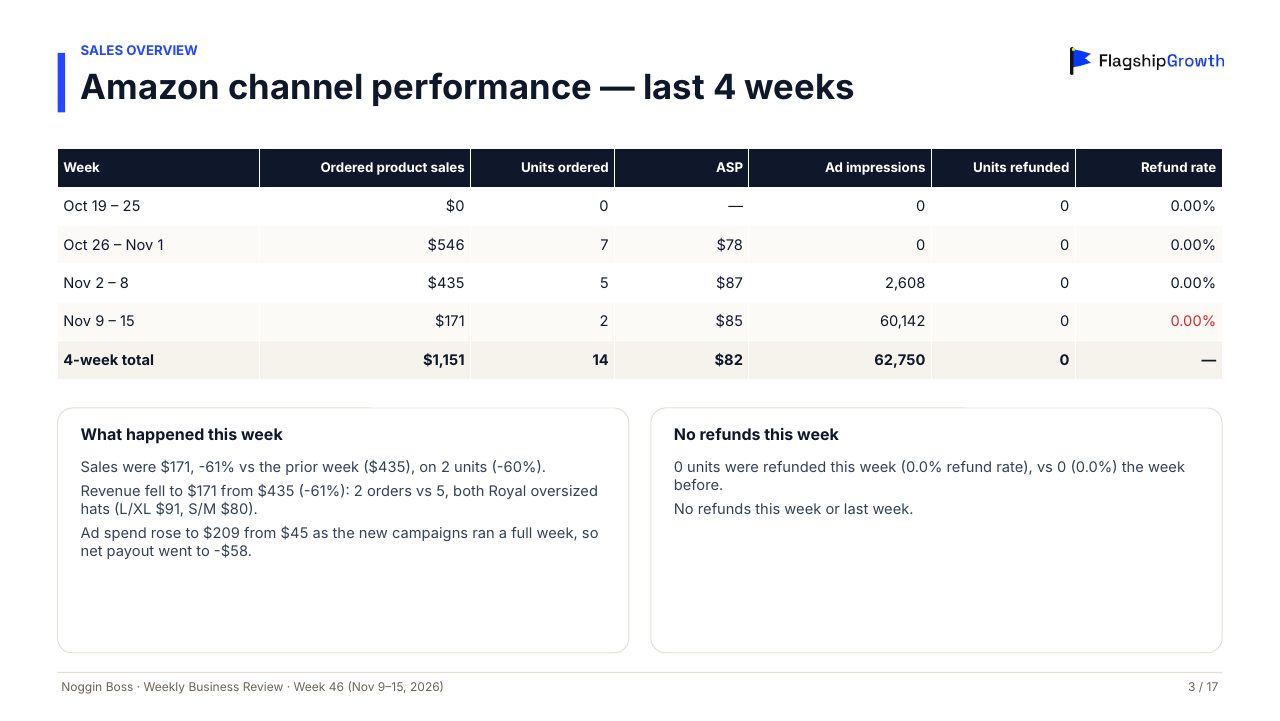 SALES OVERVIEW
Amazon channel performance — last 4 weeks
FlagshipGrowth
Week Ordered product sales Units ordered ASP Ad impressions Units refunded Refund rate
Oct 19 – 25 $0 0 — 0 0 0.00%
Oct 26 – Nov 1 $546 7 $78 0 0 0.00%
Nov 2 – 8 $435 5 $87 2,608 0 0.00%
Nov 9 – 15 $171 2 $85 60,142 0 0.00%
4-week total $1,151 14 $82 62,750 0 —
What happened this week
Sales were $171, -61% vs the prior week ($435), on 2 units (-60%).
Revenue fell to $171 from $435 (-61%): 2 orders vs 5, both Royal oversized
hats (L/XL $91, S/M $80).
Ad spend rose to $209 from $45 as the new campaigns ran a full week, so
net payout went to -$58.
No refunds this week
0 units were refunded this week (0.0% refund rate), vs 0 (0.0%) the week
before.
No refunds this week or last week.
Noggin Boss · Weekly Business Review · Week 46 (Nov 9–15, 2026)
3 / 17